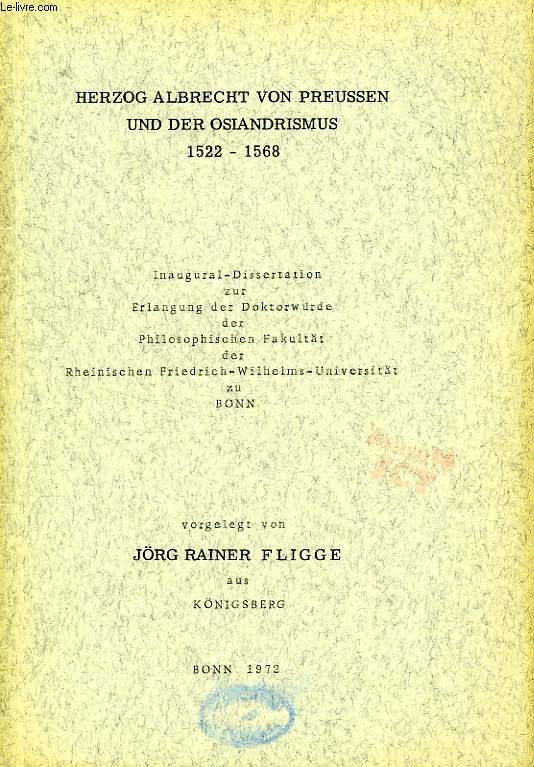 Le-livre.com
HERZOG ALBRECHT VON PREUSSEN
UND DER OSIANDRISMUS
1522 - 1568
Inaugural-Dissertation
zur
Erlangung der Doktorwürde
der
Philosophischen Fakultät
der
Rheinischen Friedrich-Wilhelms-Universität
zu
BONN
vorgelegt von
JÖRG RAINER FLIGGE
aus
KÖNIGSBERG
BONN 1972